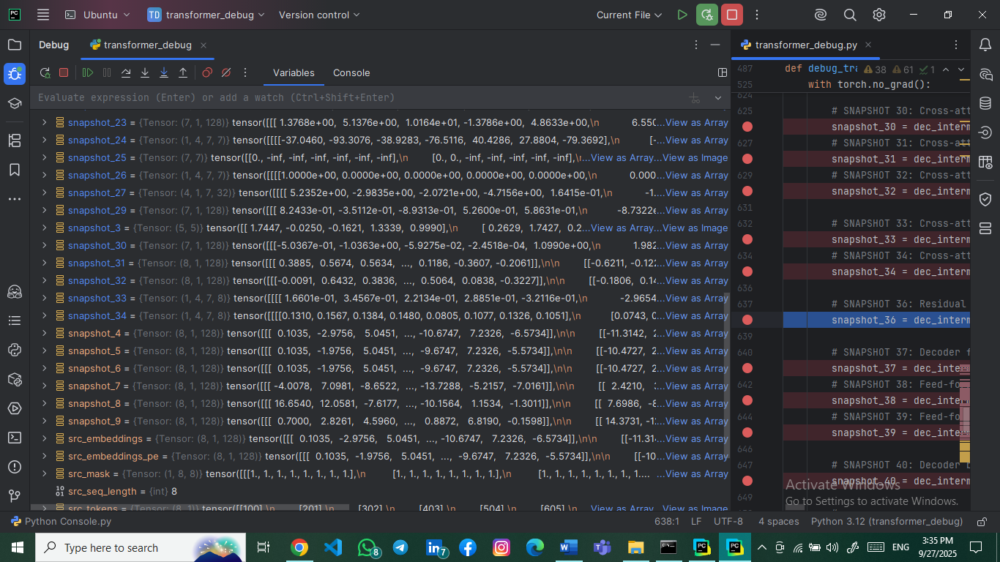 PC Ubuntu TD transformer_debug Version control Current File
Debug transformer_debug
Variables Console
Evaluate expression (Enter) or add a watch (Ctrl+Shift+Enter)
snapshot_23 = {Tensor: (7, 1, 128)} tensor([[[ 1.3768e+00, 5.1376e+00, 1.0164e+01, -1.3786e+00, 4.8633e+00,\n 6.550...View as Array
snapshot_24 = {Tensor: (1, 4, 7, 7)} tensor([[[[-37.0460, -93.3076, -38.9283, -76.5116, 40.4286, 27.8804, -79.3692],\n [-...View as Array
snapshot_25 = {Tensor: (7, 7)} tensor([[0., -inf, -inf, -inf, -inf, -inf, -inf],\n [0., 0., -inf, -inf, -inf, -inf, -inf],\...View as Array...View as Image
snapshot_26 = {Tensor: (1, 4, 7, 7)} tensor([[[[1.0000e+00, 0.0000e+00, 0.0000e+00, 0.0000e+00, 0.0000e+00,\n 0.000...View as Array
snapshot_27 = {Tensor: (4, 1, 7, 32)} tensor([[[[ 5.2352e+00, -2.9835e+00, -2.0721e+00, -4.7156e+00, 1.6415e-01,\n -1....View as Array
snapshot_29 = {Tensor: (7, 1, 128)} tensor([[[ 8.2433e-01, -3.5112e-01, -8.9313e-01, 5.2600e-01, 5.8631e-01,\n -8.7322e...View as Array
snapshot_3 = {Tensor: (5, 5)} tensor([[ 1.7447, -0.0250, -0.1621, 1.3339, 0.9990],\n [ 0.2629, 1.7427, 0.2...View as Array...View as Image
snapshot_30 = {Tensor: (7, 1, 128)} tensor([[[-5.0367e-01, -1.0363e+00, -5.9275e-02, -2.4518e-04, 1.0990e+00,\n 1.982...View as Array
snapshot_31 = {Tensor: (8, 1, 128)} tensor([[[ 0.3885, 0.5674, 0.5634, ..., 0.1186, -0.3607, -0.2061]],\n\n [[-0.6211, -0.122...View as Array
snapshot_32 = {Tensor: (8, 1, 128)} tensor([[[-0.0091, 0.6432, 0.3836, ..., 0.5064, 0.0838, -0.3227]],\n\n [[-0.1806, 0.14...View as Array
snapshot_33 = {Tensor: (1, 4, 7, 8)} tensor([[[[ 1.6601e-01, 3.4567e-01, 2.2134e-01, 2.8851e-01, -3.2116e-01,\n -2.9654...View as Array
snapshot_34 = {Tensor: (1, 4, 7, 8)} tensor([[[[0.1310, 0.1567, 0.1384, 0.1480, 0.0805, 0.1077, 0.1326, 0.1051],\n [0.0743, 0...View as Array
snapshot_4 = {Tensor: (8, 1, 128)} tensor([[[ 0.1035, -2.9756, 5.0451, ..., -10.6747, 7.2326, -6.5734]],\n\n [[-11.3142, 2...View as Array
snapshot_5 = {Tensor: (8, 1, 128)} tensor([[[ 0.1035, -1.9756, 5.0451, ..., -9.6747, 7.2326, -5.5734]],\n\n [[-10.4727, 2...View as Array
snapshot_6 = {Tensor: (8, 1, 128)} tensor([[[ 0.1035, -1.9756, 5.0451, ..., -9.6747, 7.2326, -5.5734]],\n\n [[-10.4727, 2...View as Array
snapshot_7 = {Tensor: (8, 1, 128)} tensor([[[ -4.0078, 7.0981, -8.6522, ..., -13.7288, -5.2157, -7.0161]],\n\n [[ 2.4210, 3...View as Array
snapshot_8 = {Tensor: (8, 1, 128)} tensor([[[ 16.6540, 12.0581, -7.6177, ..., -10.1564, 1.1534, -1.3011]],\n\n [[ 7.6986, -8...View as Array
snapshot_9 = {Tensor: (8, 1, 128)} tensor([[[ 0.7000, 2.8261, 4.5960, ..., 0.8872, 6.8190, -0.1598]],\n\n [[ 14.3731, -1...View as Array
src_embeddings = {Tensor: (8, 1, 128)} tensor([[[ 0.1035, -2.9756, 5.0451, ..., -10.6747, 7.2326, -6.5734]],\n\n [[-11.314...View as Array
src_embeddings_pe = {Tensor: (8, 1, 128)} tensor([[[ 0.1035, -1.9756, 5.0451, ..., -9.6747, 7.2326, -5.5734]],\n\n [[-10...View as Array
src_mask = {Tensor: (1, 8, 8)} tensor([[[1., 1., 1., 1., 1., 1., 1., 1.],\n [1., 1., 1., 1., 1., 1., 1., 1.],\n [1., 1., 1., 1., 1., 1., 1., 1....View as Array
src_seq_length = {int} 8
src_tokens = {Tensor: (8, 1)} tensor([[100],\n [201],\n [302],\n [403],\n [504],\n [605],\n ...View as Array...View as Image
transformer_debug.py
487 def debug_tra 38 61 1
525 with torch.no_grad():
624
625 # SNAPSHOT 30: Cross-att
snapshot_30 = dec_interm
627 # SNAPSHOT 31: Cross-att
snapshot_31 = dec_interm
629 # SNAPSHOT 32: Cross-att
snapshot_32 = dec_interm
631
632 # SNAPSHOT 33: Cross-att
snapshot_33 = dec_interm
634 # SNAPSHOT 34: Cross-att
snapshot_34 = dec_interm
636
637 # SNAPSHOT 36: Residual
snapshot_36 = dec_interm
639
640 # SNAPSHOT 37: Decoder f
snapshot_37 = dec_inte
642 # SNAPSHOT 38: Feed-fo
snapshot_38 = dec_inte
644 # SNAPSHOT 39: Feed-fo
snapshot_39 = dec_inte
646
647 # SNAPSHOT 40: Decoder
snapshot_40 = dec_interm
649
Activate Windows
Go to Settings to activate Windows.
Python Console.py 638:1 LF UTF-8 4 spaces Python 3.12 (transformer_debug)
Type here to search 8 7 ENG 3:35 PM
9/27/2025